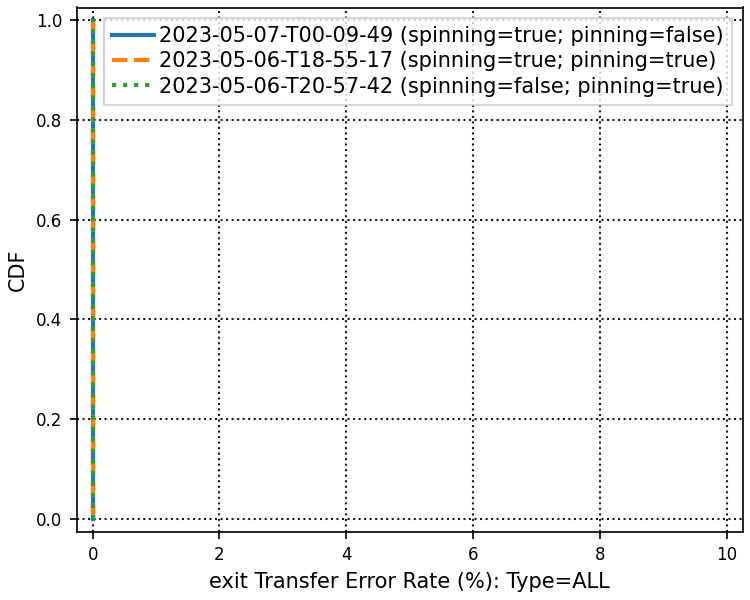 2023-05-07-T00-09-49 (spinning=true; pinning=false)
2023-05-06-T18-55-17 (spinning=true; pinning=true)
2023-05-06-T20-57-42 (spinning=false; pinning=true)
CDF
1.0
0.8
0.6
0.4
0.2
0.0
0 2 4 6 8 10
exit Transfer Error Rate (%): Type=ALL